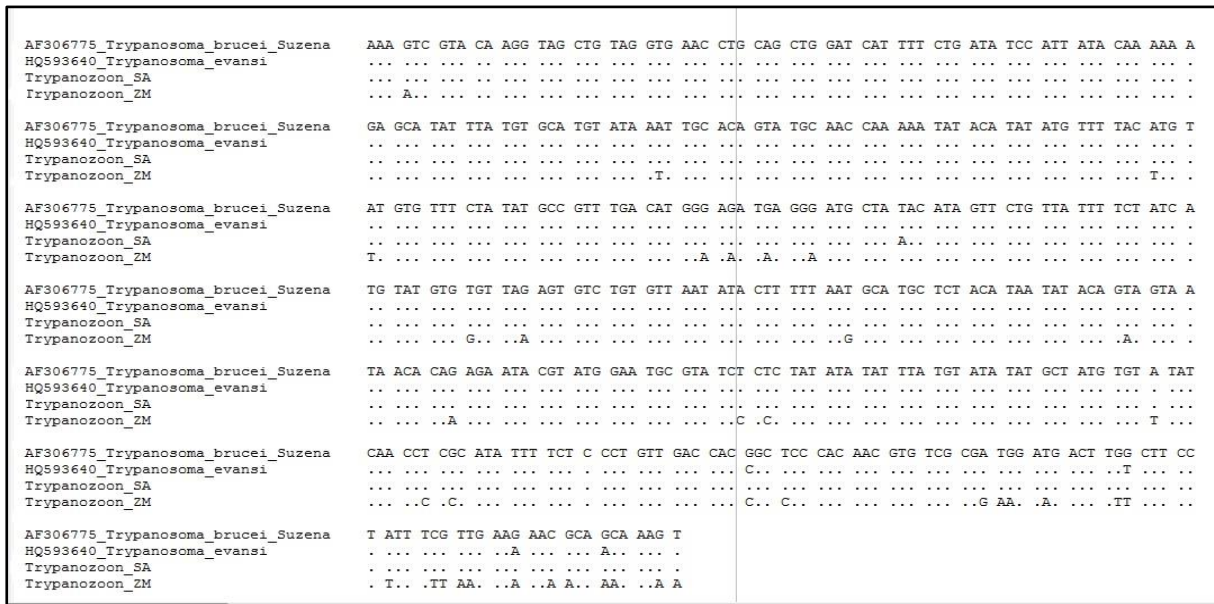 AF306775_Trypanosoma_brucei_Suzena AAA GTC GTA CA AGG TAG CTG TAG GTG AAC CTG CAG CTG GAT CAT TTT CTG ATA TCC ATT ATA CAA AAA A
HQ593640_Trypanosoma_evansi ... ... ... .. ... ... ... ... ... ... ... ... ... ... ... ... ... ... ... ... ... ... ... .
Trypanozoon_SA ... ... ... .. ... ... ... ... ... ... ... ... ... ... ... ... ... ... ... ... ... ... ... .
Trypanozoon_ZM ... A.. ... .. ... ... ... ... ... ... ... ... ... ... ... ... ... ... ... ... ... ... ... .
AF306775_Trypanosoma_brucei_Suzena GA GCA TAT TTA TGT GCA TGT ATA AAT TGC ACA GTA TGC AAC CAA AAA TAT ACA TAT ATG TTT TAC ATG T
HQ593640_Trypanosoma_evansi .. ... ... ... ... ... ... ... ... ... ... ... ... ... ... ... ... ... ... ... ... ... ... .
Trypanozoon_SA .. ... ... ... ... ... ... ... ... ... ... ... ... ... ... ... ... ... ... ... ... ... ... .
Trypanozoon_ZM .. ... ... ... ... ... ... ... .T. ... ... ... ... ... ... ... ... ... ... ... ... ... T.. .
AF306775_Trypanosoma_brucei_Suzena AT GTG TTT CTA TAT GCC GTT TGA CAT GGG AGA TGA GGG ATG CTA TAC ATA GTT CTG TTA TTT TCT ATC A
HQ593640_Trypanosoma_evansi .. ... ... ... ... ... ... ... ... ... ... ... ... ... ... ... ... ... ... ... ... ... ... .
Trypanozoon_SA .. ... ... ... ... ... ... ... ... ... ... ... ... ... ... A.. ... ... ... ... ... ... ... .
Trypanozoon_ZM T. ... ... ... ... ... ... ... ... ..A .A. ..A ..A ... ... ... ... ... ... ... ... ... ... .
AF306775_Trypanosoma_brucei_Suzena TG TAT GTG TGT TAG AGT GTC TGT GTT AAT ATA CTT TTT AAT GCA TGC TCT ACA TAA TAT ACA GTA GTA A
HQ593640_Trypanosoma_evansi .. ... ... ... ... ... ... ... ... ... ... ... ... ... ... ... ... ... ... ... ... ... ... .
Trypanozoon_SA .. ... ... ... ... ... ... ... ... ... ... ... ... ... ... ... ... ... ... ... ... ... ... .
Trypanozoon_ZM .. ... ... G.. ..A ... ... ... ... ... ... ... ... ..G ... ... ... ... ... ... ... .A. ... .
AF306775_Trypanosoma_brucei_Suzena TA ACA CAG AGA ATA CGT ATG GAA TGC GTA TCT CTC TAT ATA TAT TTA TGT ATA TAT GCT ATG TGT A TAT
HQ593640_Trypanosoma_evansi .. ... ... ... ... ... ... ... ... ... ... ... ... ... ... ... ... ... ... ... ... ... . ...
Trypanozoon_SA .. ... ... ... ... ... ... ... ... ... ... ... ... ... ... ... ... ... ... ... ... ... . ...
Trypanozoon_ZM .. ... ... ..A ... ... ... ... ... ... ..C .C. ... ... ... ... ... ... ... ... ... ... T ...
AF306775_Trypanosoma_brucei_Suzena CAA CCT CGC ATA TTT TCT C CCT GTT GAC CAC GGC TCC CAC AAC GTG TCG CGA TGG ATG ACT TGG CTT CC
HQ593640_Trypanosoma_evansi ... ... ... ... ... ... . ... ... ... ... C.. ... ... ... ... ... ... ... ... ... .T. ... ..
Trypanozoon_SA ... ... ... ... ... ... . ... ... ... ... ... ... ... ... ... ... ... ... ... ... ... ... ..
Trypanozoon_ZM ... ..C .C. ... ... ... . ... ... ... ... C.. .C. ... ... ... ... ..G AA. .A. ... .TT ... ..
AF306775_Trypanosoma_brucei_Suzena T ATT TCG TTG AAG AAC GCA GCA AAG T
HQ593640_Trypanosoma_evansi . ... ... ... ..A ... ... A.. ... .
Trypanozoon_SA . ... ... ... ... ... ... ... ... .
Trypanozoon_ZM . T.. .TT AA. ..A ..A A.. AA. ..A A